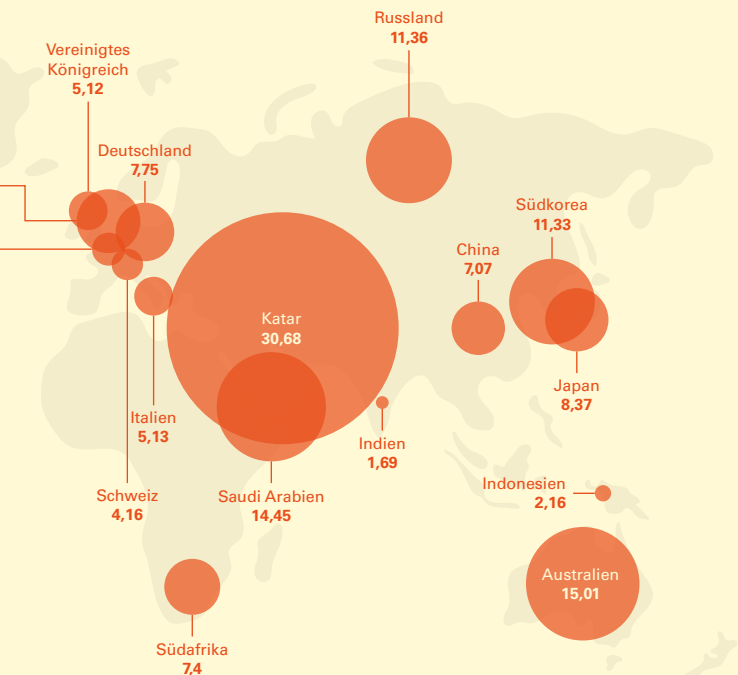 Russland
11,36
Vereinigtes
Königreich
5,12
Deutschland
7,75
Südkorea
11,33
China
7,07
Katar
30,68
Japan
8,37
Italien
5,13
Indien
1,69
Schweiz
4,16
Saudi Arabien
14,45
Indonesien
2,16
Australien
15,01
Südafrika
7,4